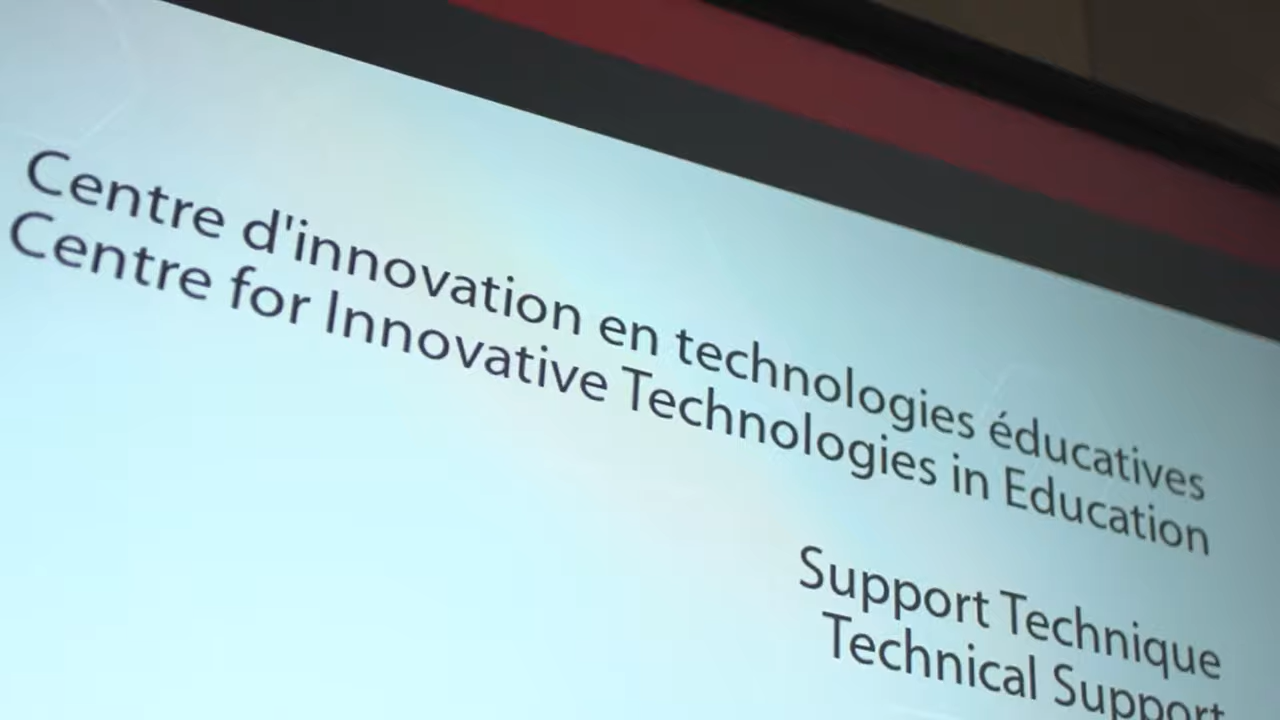 Centre d'innovation en technologies éducatives
Centre for Innovative Technologies in Education
Support Technique
Technical Support